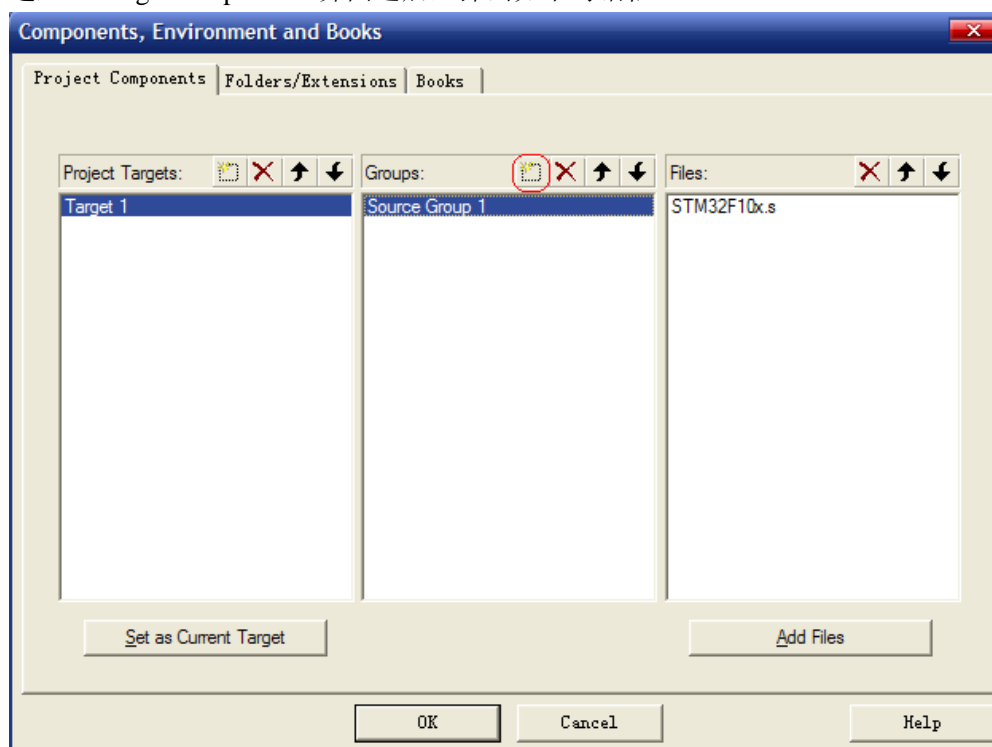 Components, Environment and Books
Project Components Folders/Extensions Books
Project Targets: Groups: Files:
Target 1 Source Group 1 STM32F10x.s
Set as Current Target Add Files
OK Cancel Help